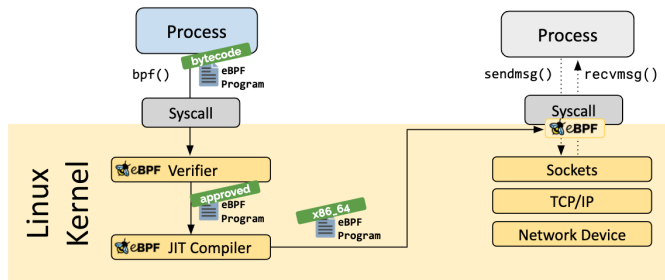 Process
bytecode
bpf()
eBPF
Program
Syscall
eBPF Verifier
approved
eBPF
Program
eBPF JIT Compiler
x86_64
eBPF
Program
Linux
Kernel
Process
sendmsg()
recvmsg()
Syscall
eBPF
Sockets
TCP/IP
Network Device